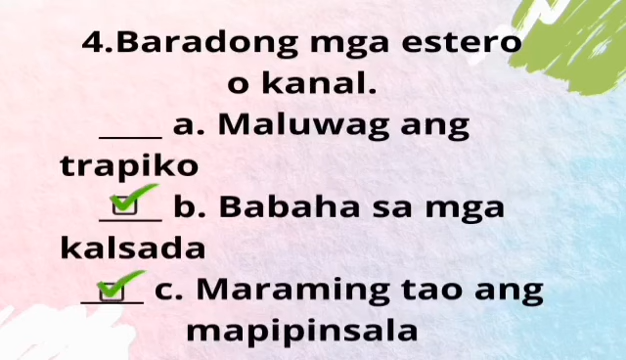 4.Baradong mga estero
o kanal.
____ a. Maluwag ang
trapiko
____ b. Babaha sa mga
kalsada
____ c. Maraming tao ang
mapipinsala